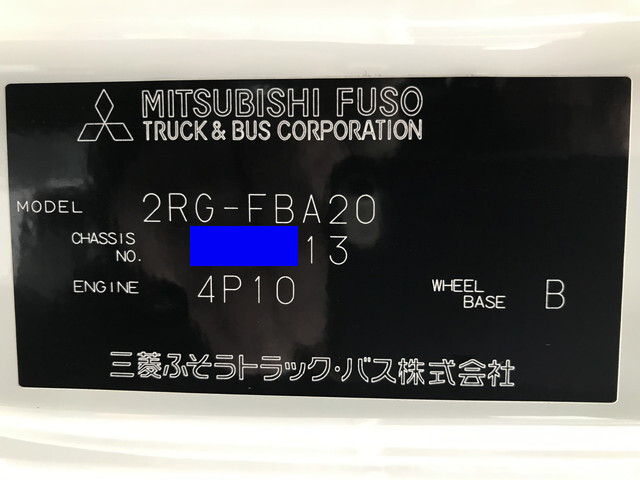 MITSUBISHI FUSO
TRUCK & BUS CORPORATION
MODEL 2RG-FBA20
CHASSIS NO. 13
ENGINE 4P10 WHEEL BASE B
三菱ふそうトラック・バス株式会社